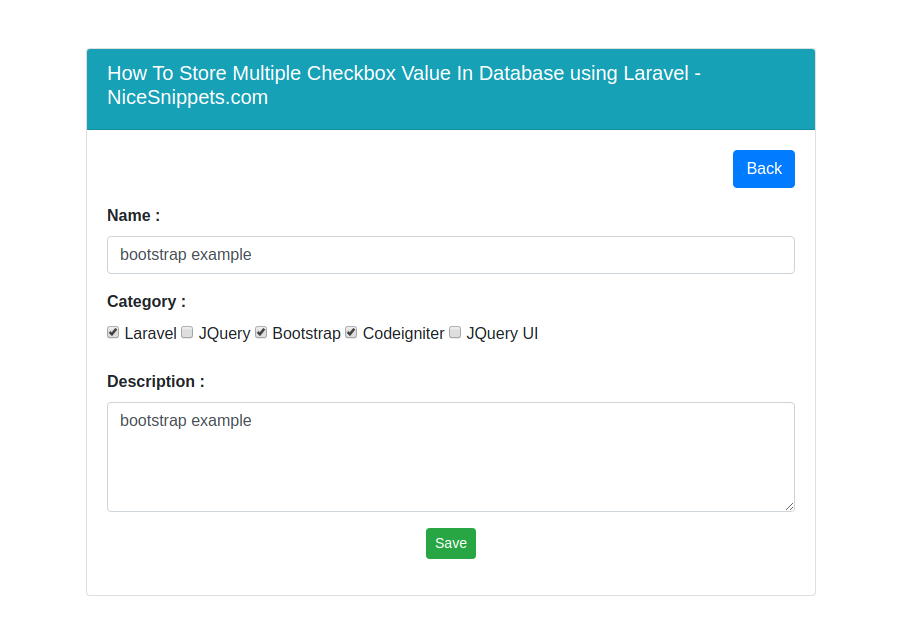 How To Store Multiple Checkbox Value In Database using Laravel -
NiceSnippets.com
Back
Name :
bootstrap example
Category :
Laravel JQuery Bootstrap Codeigniter JQuery UI
Description :
bootstrap example
Save